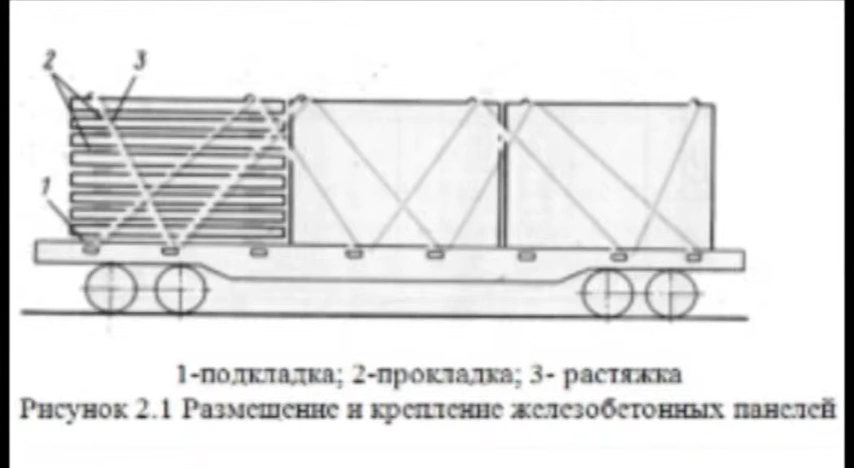 2 3
1
1-подкладка; 2-прокладка; 3- растяжка
Рисунок 2.1 Размещение и крепление железобетонных панелей